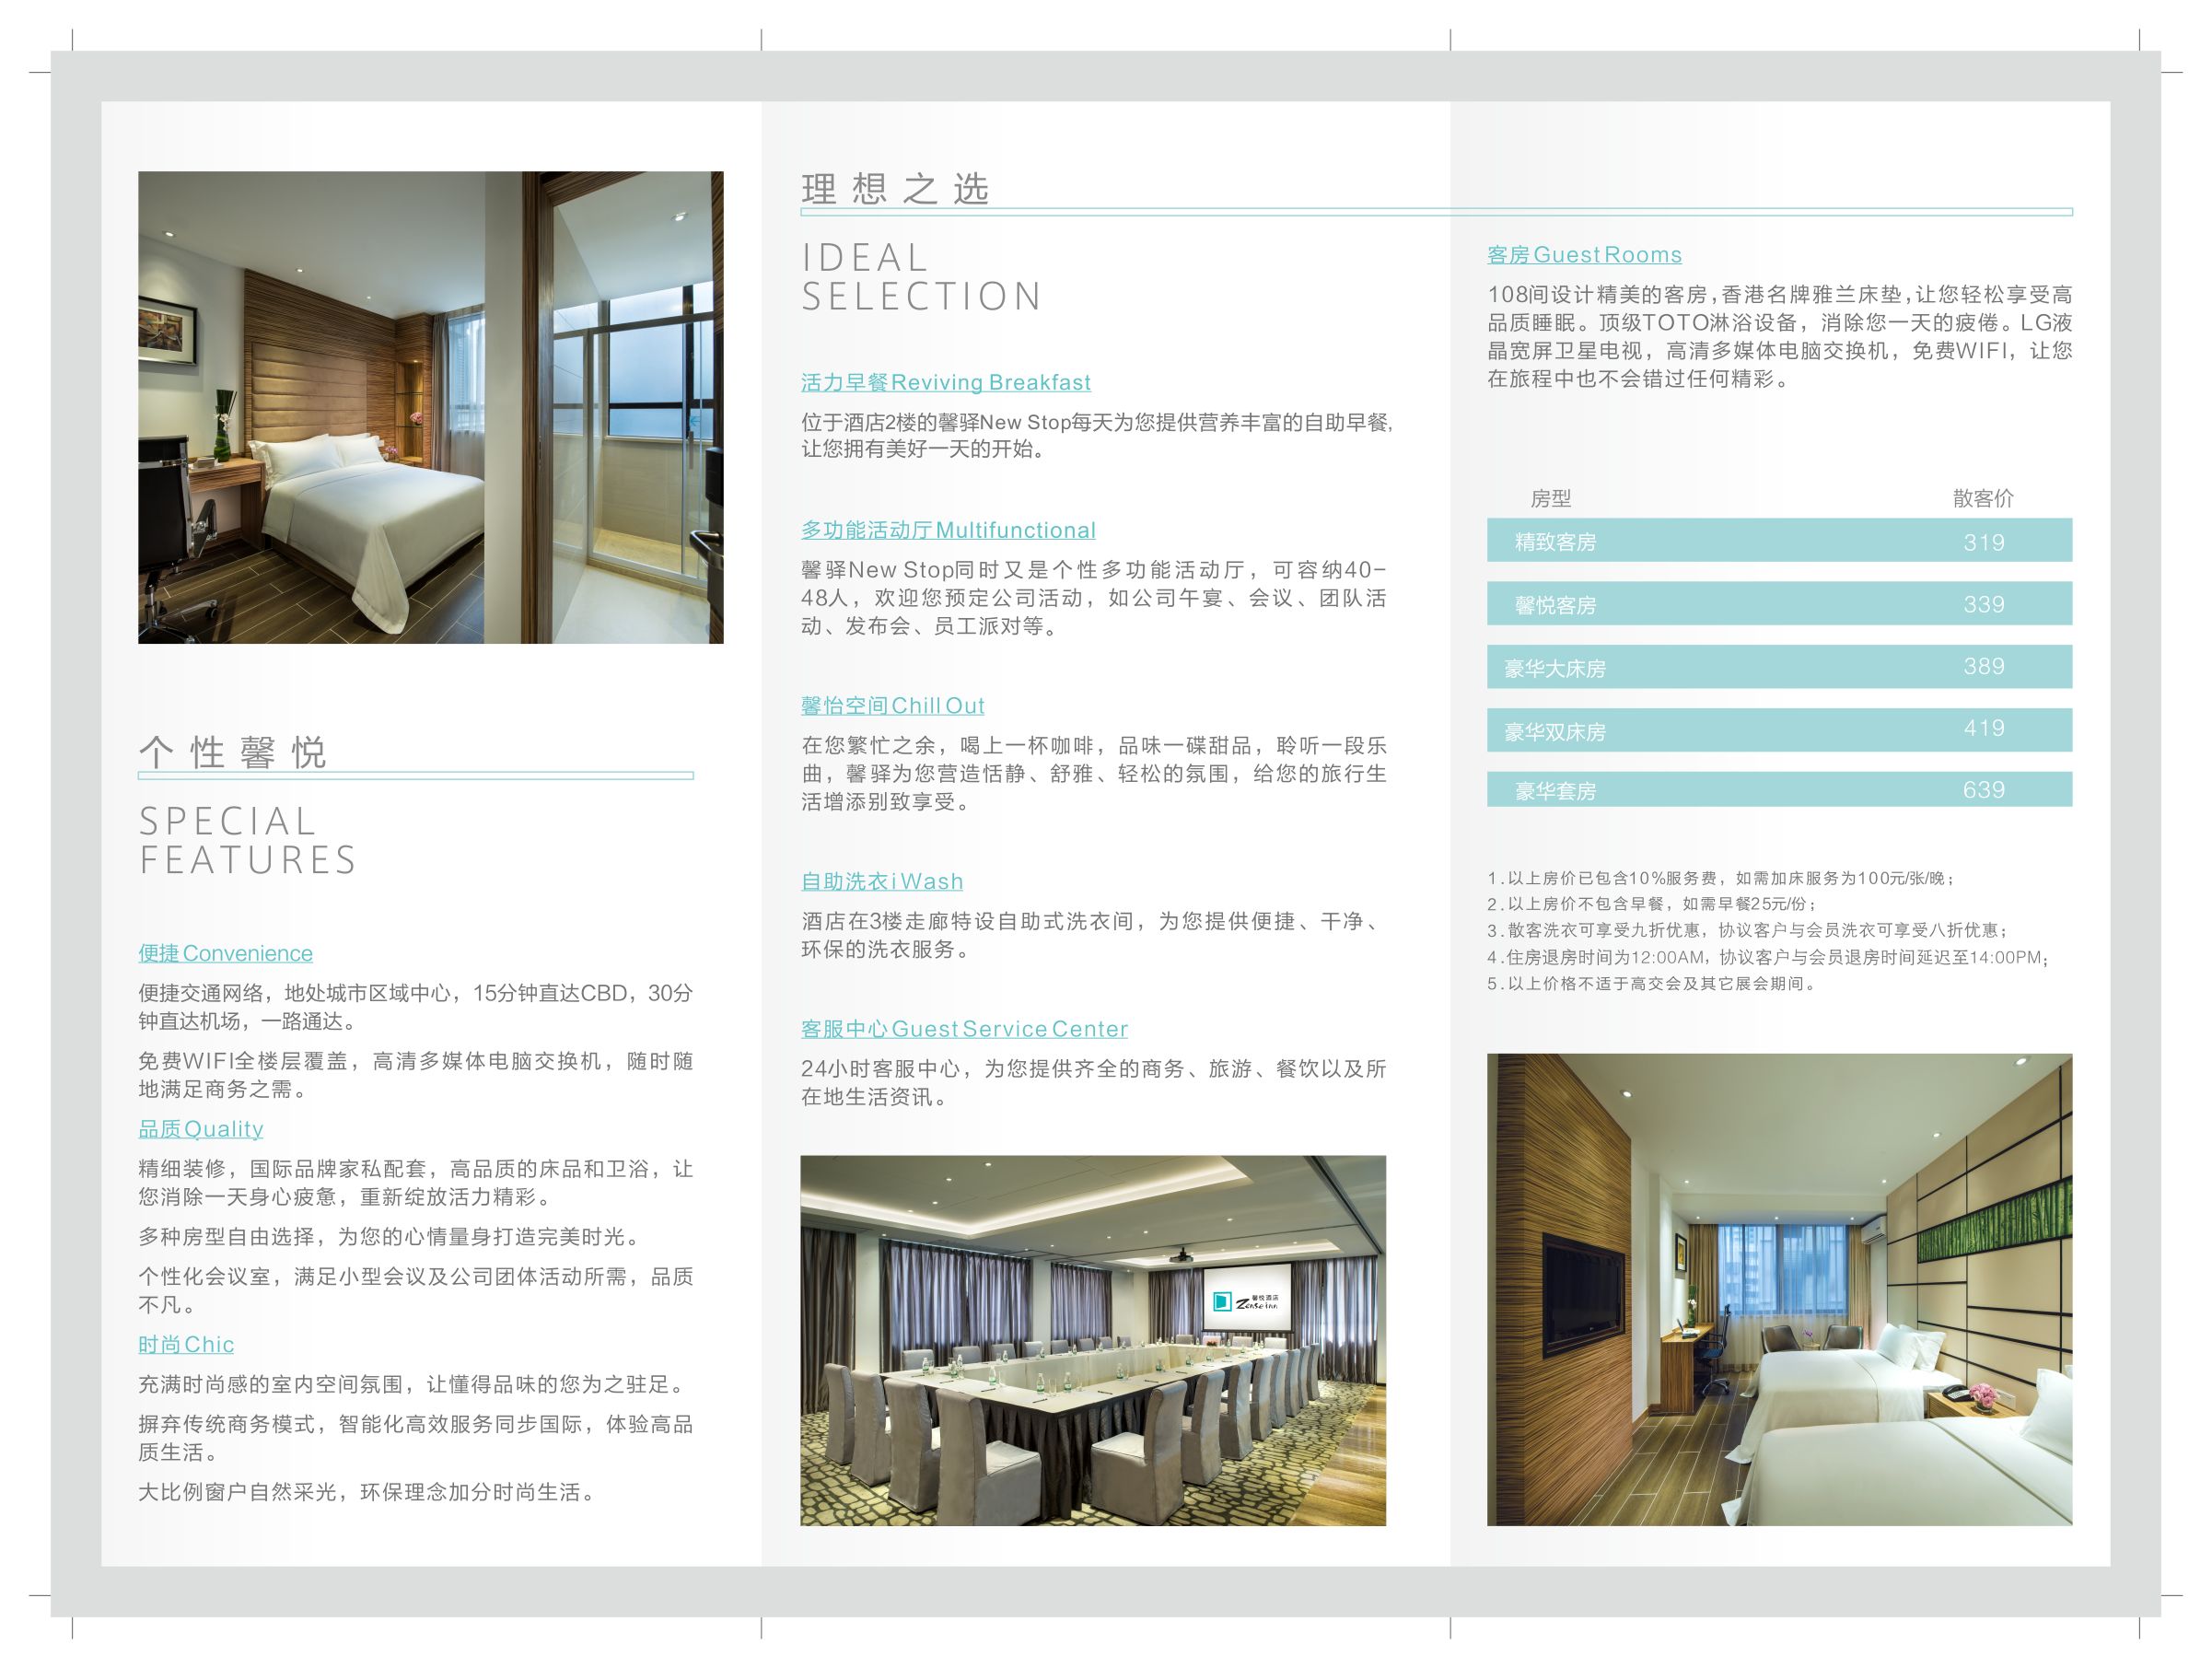 个性馨悦
SPECIAL
FEATURES
便捷Convenience
便捷交通网络，地处城市区域中心，15分钟直达CBD，30分
钟直达机场，一路通达。
免费WIFI全楼层覆盖，高清多媒体电脑交换机，随时随
地满足商务之需。
品质Quality
精细装修，国际品牌家私配套，高品质的床品和卫浴，让
您消除一天身心疲惫，重新绽放活力精彩。
多种房型自由选择，为您的心情量身打造完美时光。
个性化会议室，满足小型会议及公司团体活动所需，品质
不凡。
时尚Chic
充满时尚感的室内空间氛围，让懂得品味的您为之驻足。
摒弃传统商务模式，智能化高效服务同步国际，体验高品
质生活。
大比例窗户自然采光，环保理念加分时尚生活。
理想之选
IDEAL
SELECTION
活力早餐Reviving Breakfast
位于酒店2楼的馨驿New Stop每天为您提供营养丰富的自助早餐,
让您拥有美好一天的开始。
多功能活动厅Multifunctional
馨驿New Stop同时又是个性多功能活动厅，可容纳40-
48人，欢迎您预定公司活动，如公司午宴、会议、团队活
动、发布会、员工派对等。
馨怡空间Chill Out
在您繁忙之余，喝上一杯咖啡，品味一碟甜品，聆听一段乐
曲，馨驿为您营造恬静、舒雅、轻松的氛围，给您的旅行生
活增添别致享受。
自助洗衣i Wash
酒店在3楼走廊特设自助式洗衣间，为您提供便捷、干净、
环保的洗衣服务。
客服中心Guest Service Center
24小时客服中心，为您提供齐全的商务、旅游、餐饮以及所
在地生活资讯。
馨悦酒店
Zense inn
客房Guest Rooms
108间设计精美的客房,香港名牌雅兰床垫,让您轻松享受高
品质睡眠。顶级TOTO淋浴设备，消除您一天的疲倦。LG液
晶宽屏卫星电视，高清多媒体电脑交换机，免费WIFI，让您
在旅程中也不会错过任何精彩。
房型 散客价
精致客房 319
馨悦客房 339
豪华大床房 389
豪华双床房 419
豪华套房 639
1.以上房价已包含10%服务费，如需加床服务为100元/张/晚；
2.以上房价不包含早餐，如需早餐25元/份；
3.散客洗衣可享受九折优惠，协议客户与会员洗衣可享受八折优惠；
4.住房退房时间为12:00AM，协议客户与会员退房时间延迟至14:00PM；
5.以上价格不适于高交会及其它展会期间。